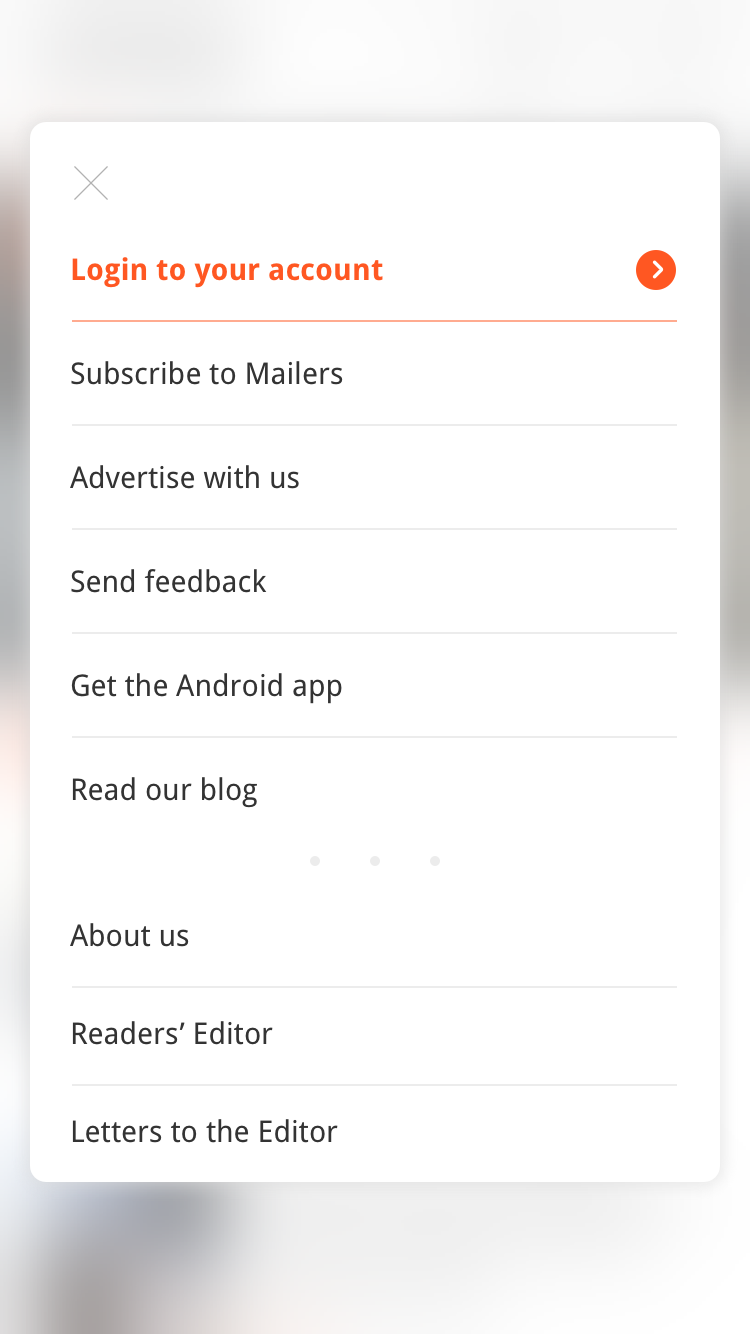 Login to your account
Subscribe to Mailers
Advertise with us
Send feedback
Get the Android app
Read our blog
About us
Readers’ Editor
Letters to the Editor